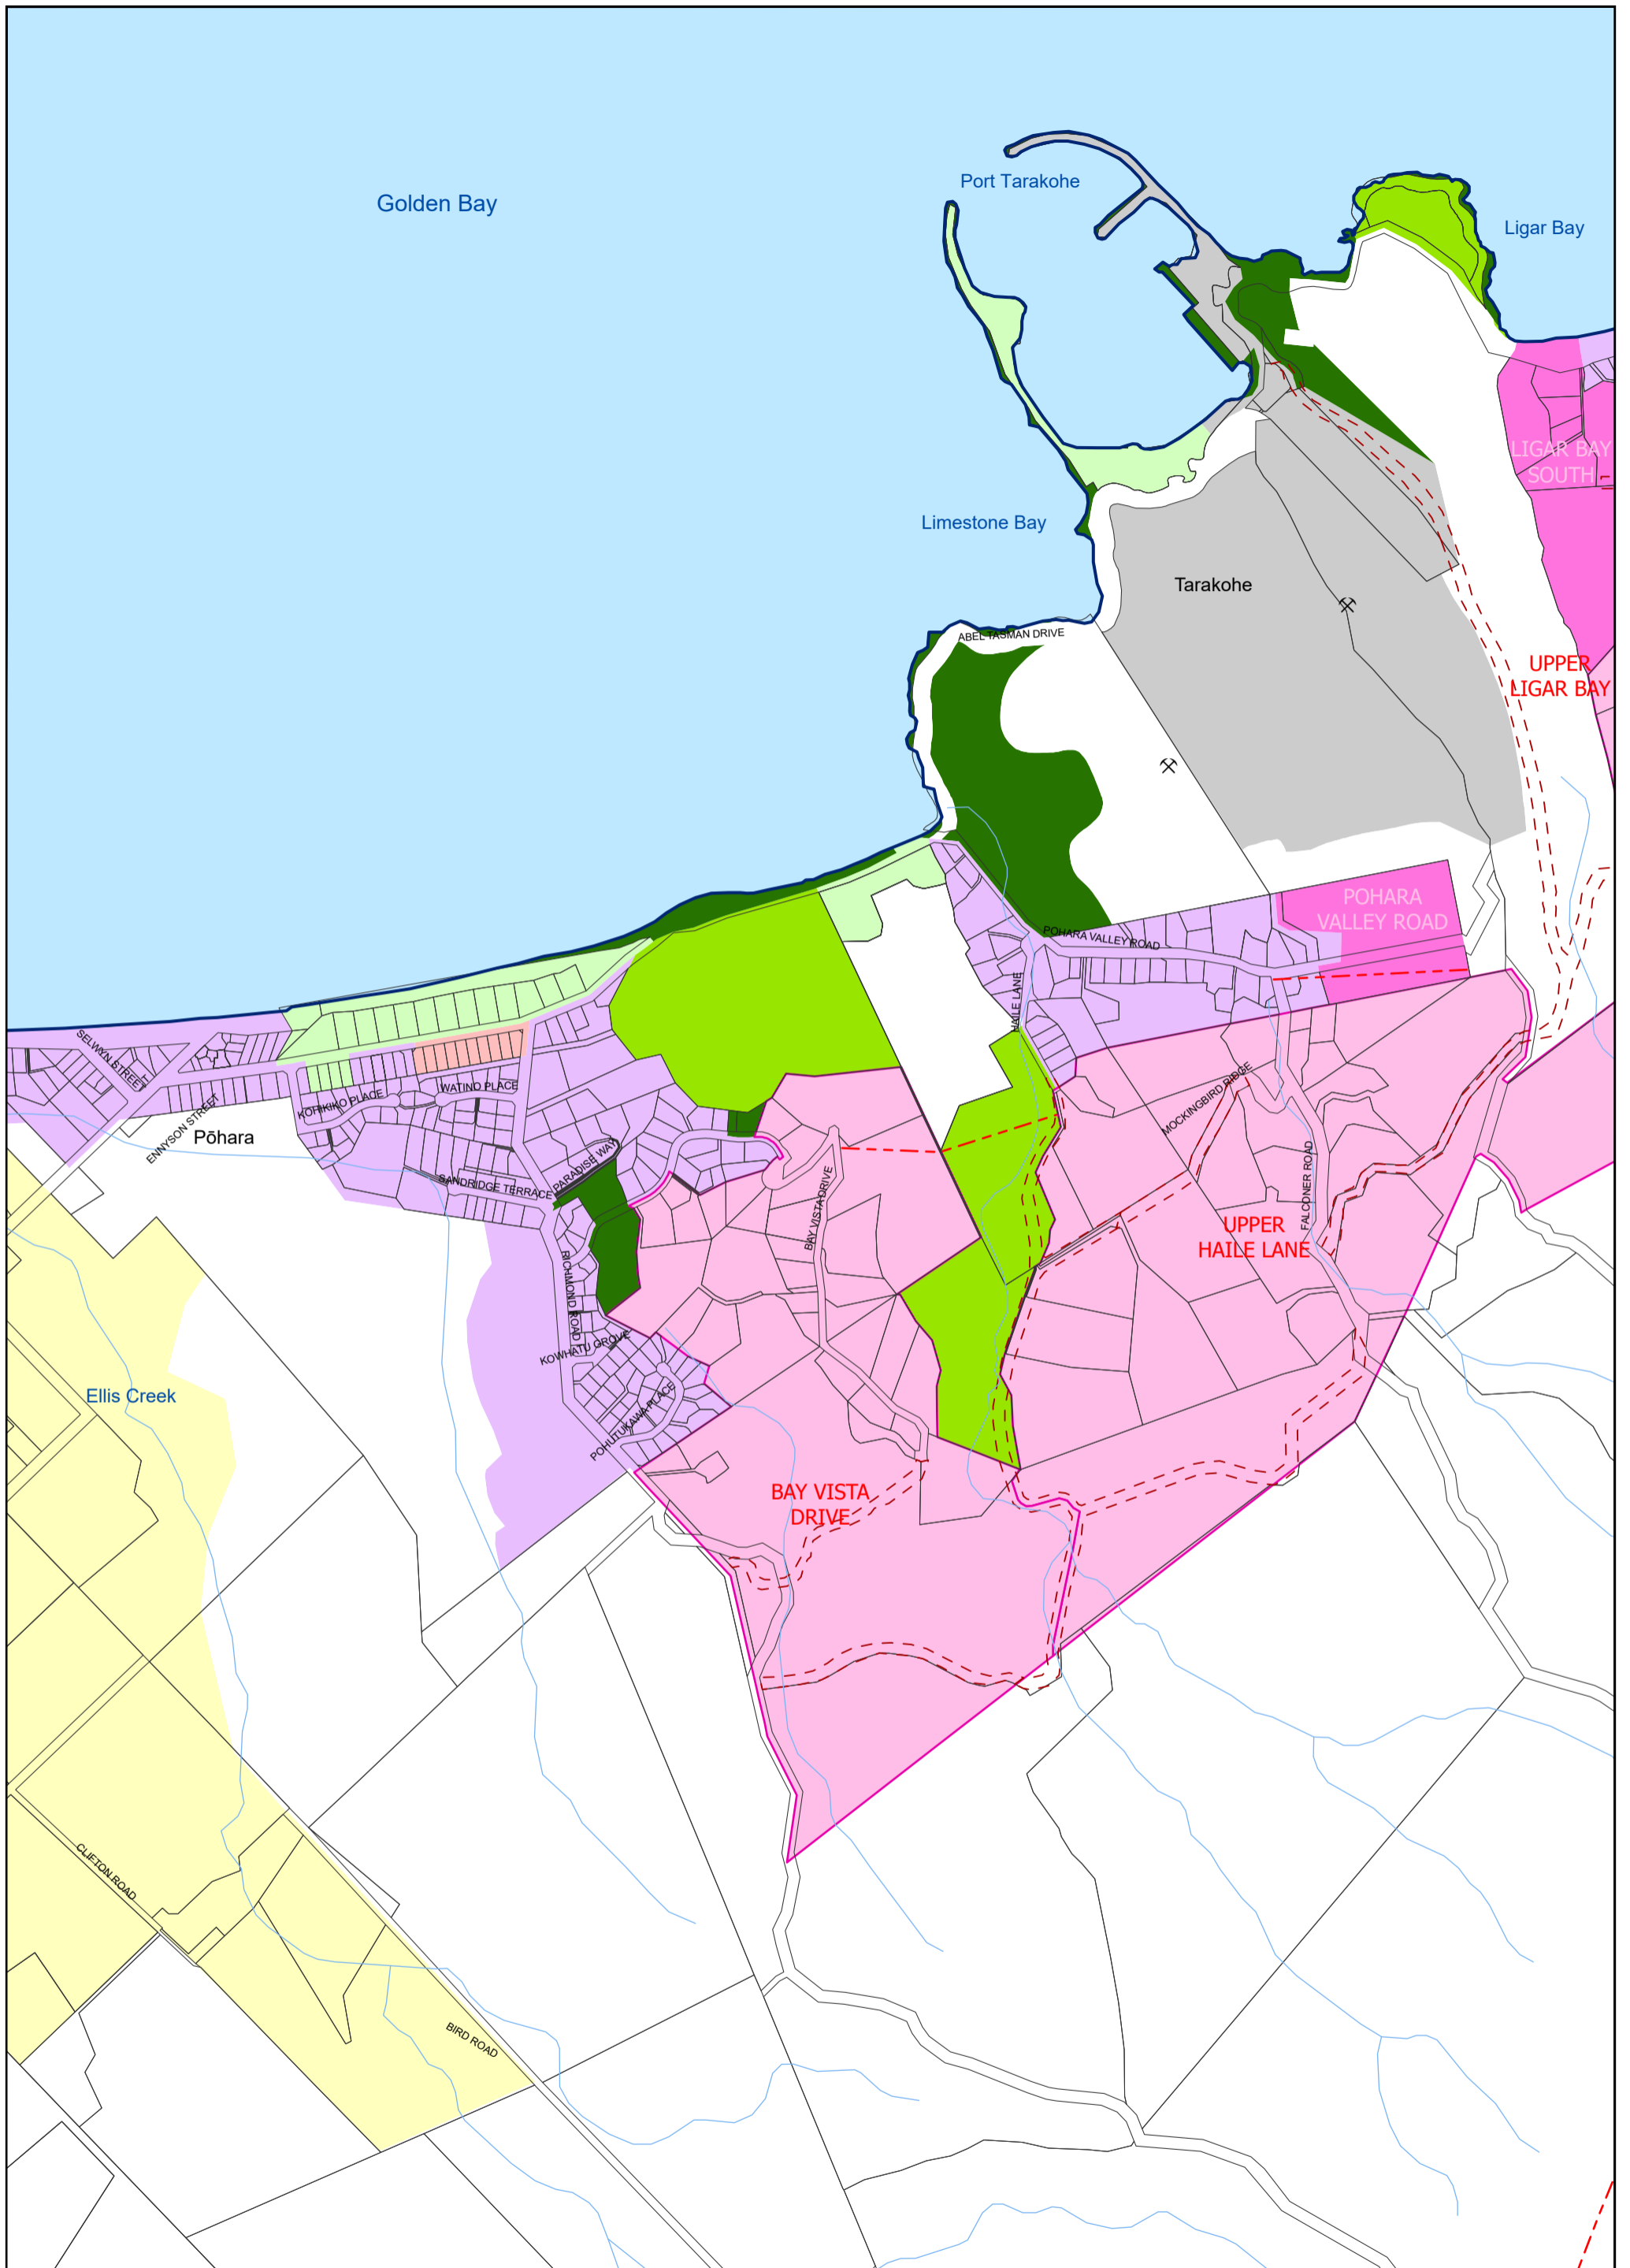 Port Tarakohe
Golden Bay
Ligar Bay
LIGAR BAY
SOUTH
Limestone Bay
Tarakohe
ABEL TASMAN DRIVE
UPPER
LIGAR BAY
POHARA
VALLEY ROAD
POHARA VALLEY ROAD
HAILE LANE
SELWYN STREET
WATINO PLACE
KORIKIKO PLACE
ENNYSON STREET
Pōhara
MOCKINGBIRD RIDGE
PARADISE WAY
SANDRIDGE TERRACE
BAY VISTA DRIVE
FALCONER ROAD
UPPER
HAILE LANE
RICHMOND ROAD
KOWHATU GROVE
Ellis Creek
POHUTUKAWA PLACE
BAY VISTA
DRIVE
CLIFTON ROAD
BIRD ROAD